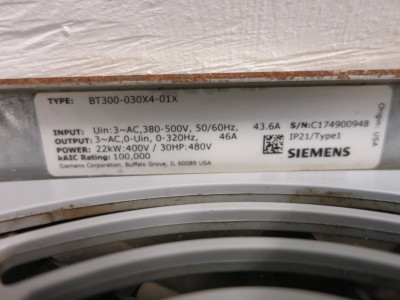 TYPE: BT300-030X4-01X
INPUT: Uin:3~AC,380-500V, 50/60Hz, 43.6A S/N:C174900948
OUTPUT: 3~AC,0-Uin, 0-320Hz, 46A IP21/Type1
POWER: 22kW:400V / 30HP:480V
kAIC Rating: 100,000
SIEMENS
Siemens Corporation, Buffalo Grove, IL 60089 USA
Origin: USA